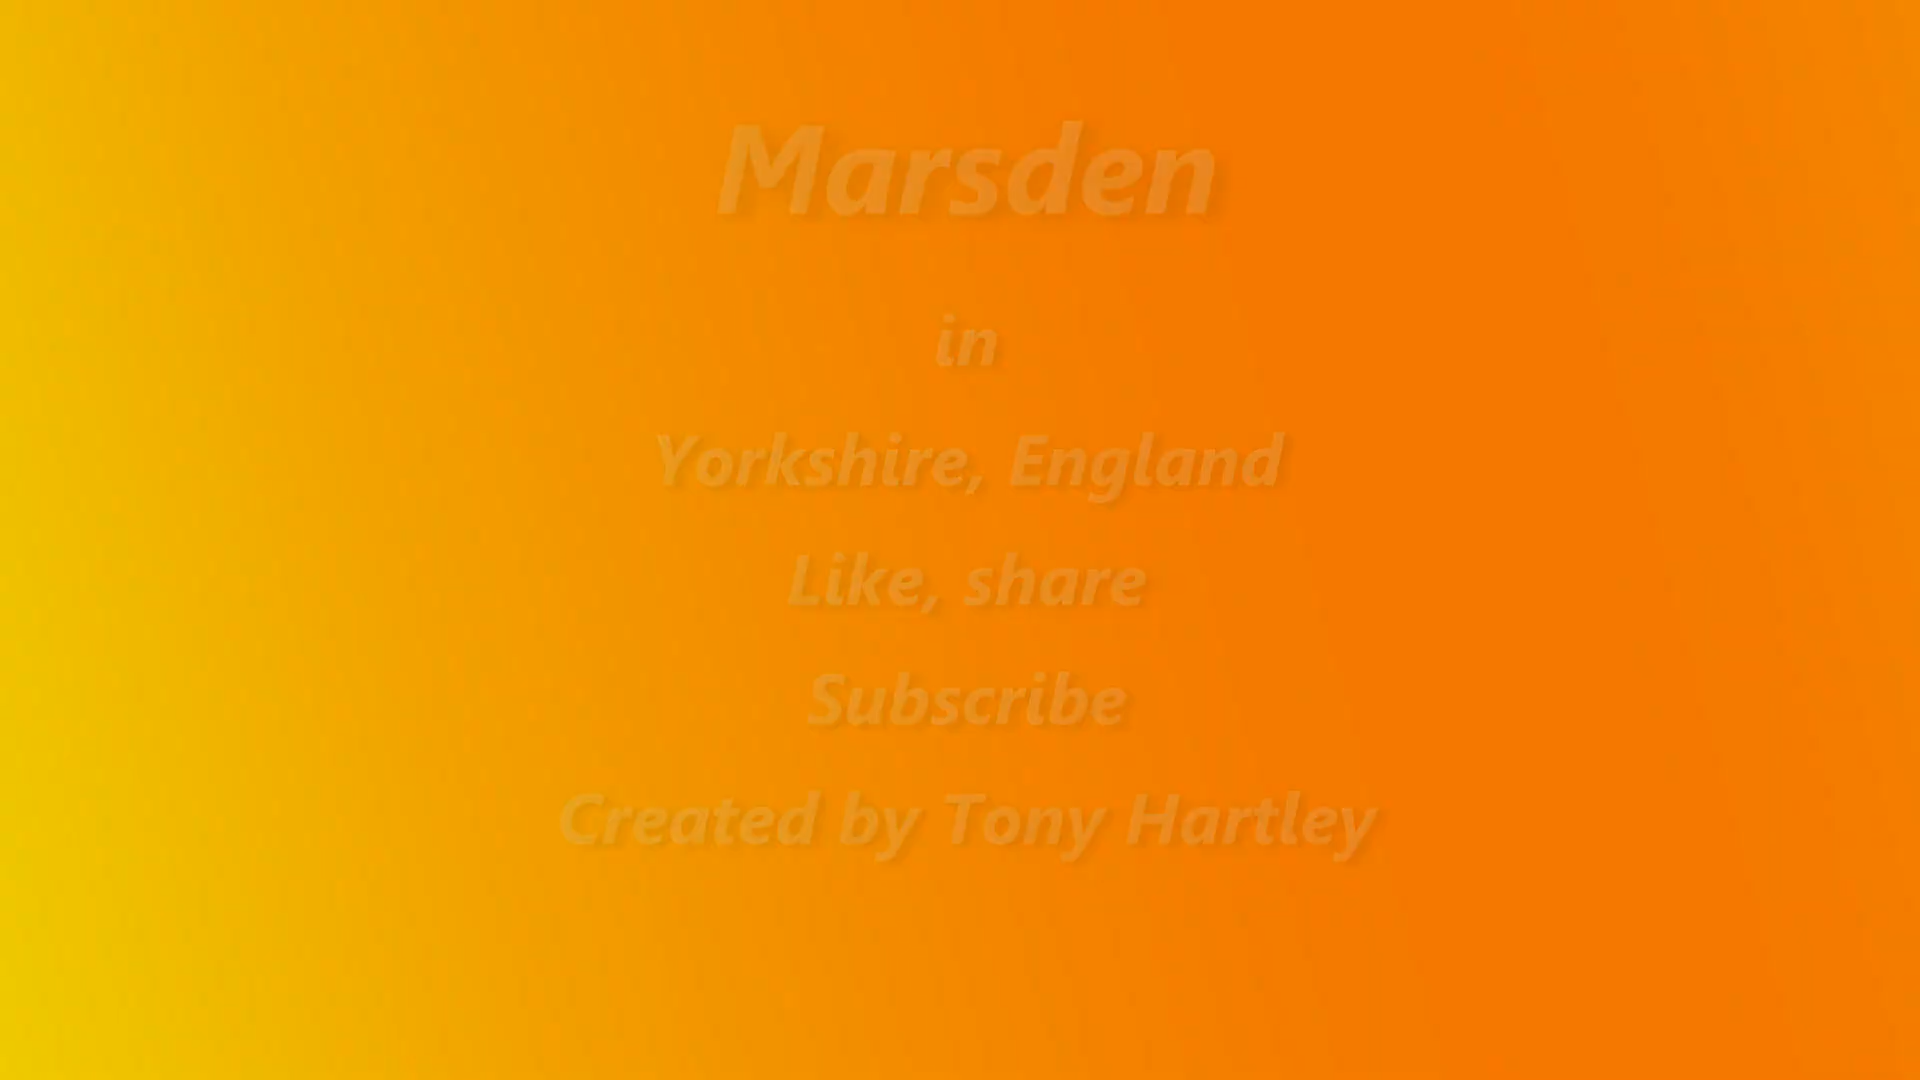 Marsden
in
Yorkshire, England
Like, share
Subscribe
Created by Tony Hartley